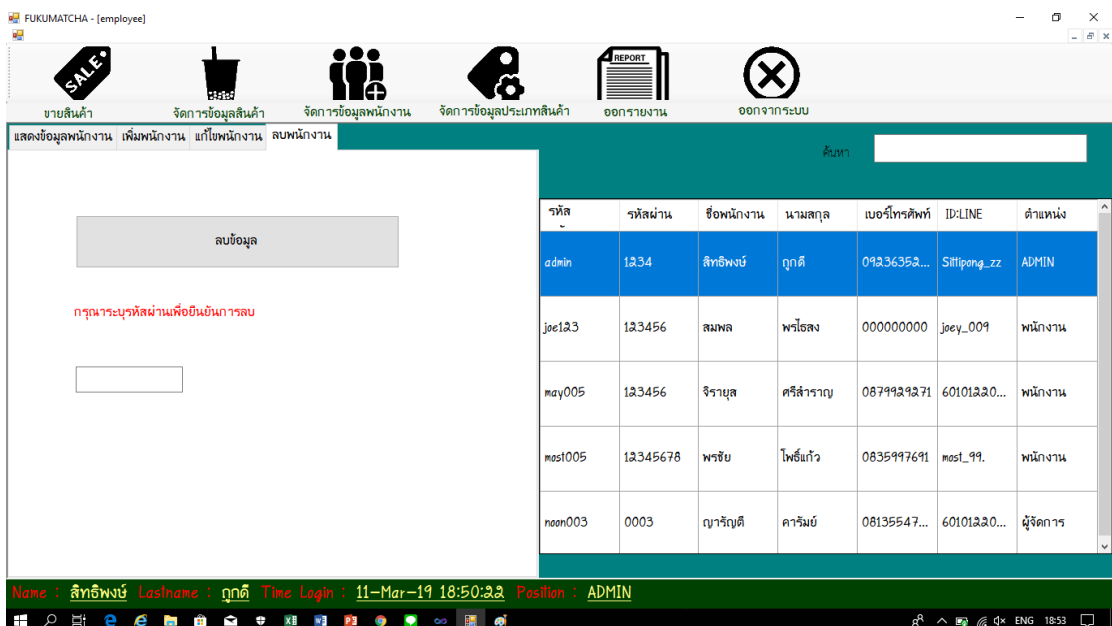 FUKUMATCHA - [employee]
SALE
REPORT
ขายสินค้า จัดการข้อมูลสินค้า จัดการข้อมูลพนักงาน จัดการข้อมูลประเภทสินค้า ออกรายงาน ออกจากระบบ
แสดงข้อมูลพนักงาน เพิ่มพนักงาน แก้ไขพนักงาน ลบพนักงาน
ค้นหา
ลบข้อมูล
กรุณาระบุรหัสผ่านเพื่อยืนยันการลบ
รหัส รหัสผ่าน ชื่อพนักงาน นามสกุล เบอร์โทรศัพท์ ID:LINE ตำแหน่ง
admin 1234 สิทธิพงษ์ ถูกดี 09236352... Sittipong_zz ADMIN
joe123 123456 สมพล พรไธสง 000000000 joey_009 พนักงาน
may005 123456 จิรายุส ศรีสำราญ 0879929271 60101220... พนักงาน
most005 12345678 พรชัย โพธิ์แก้ว 0835997691 most_99. พนักงาน
noon003 0003 ญารัญตี คารัมย์ 08135547... 60101220... ผู้จัดการ
Name : สิทธิพงษ์ Lastname : ถูกดี Time Login : 11-Mar-19 18:50:22 Position : ADMIN
ENG 18:53